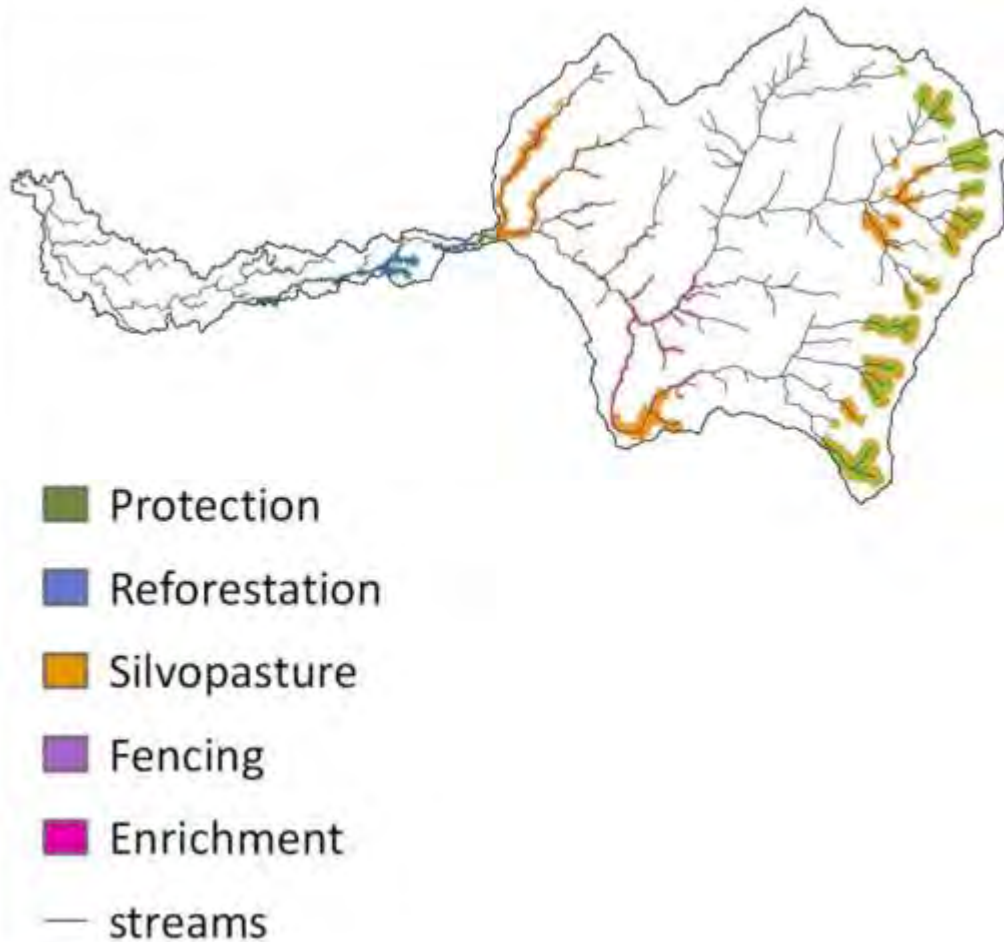 Protection
Reforestation
Silvopasture
Fencing
Enrichment
streams